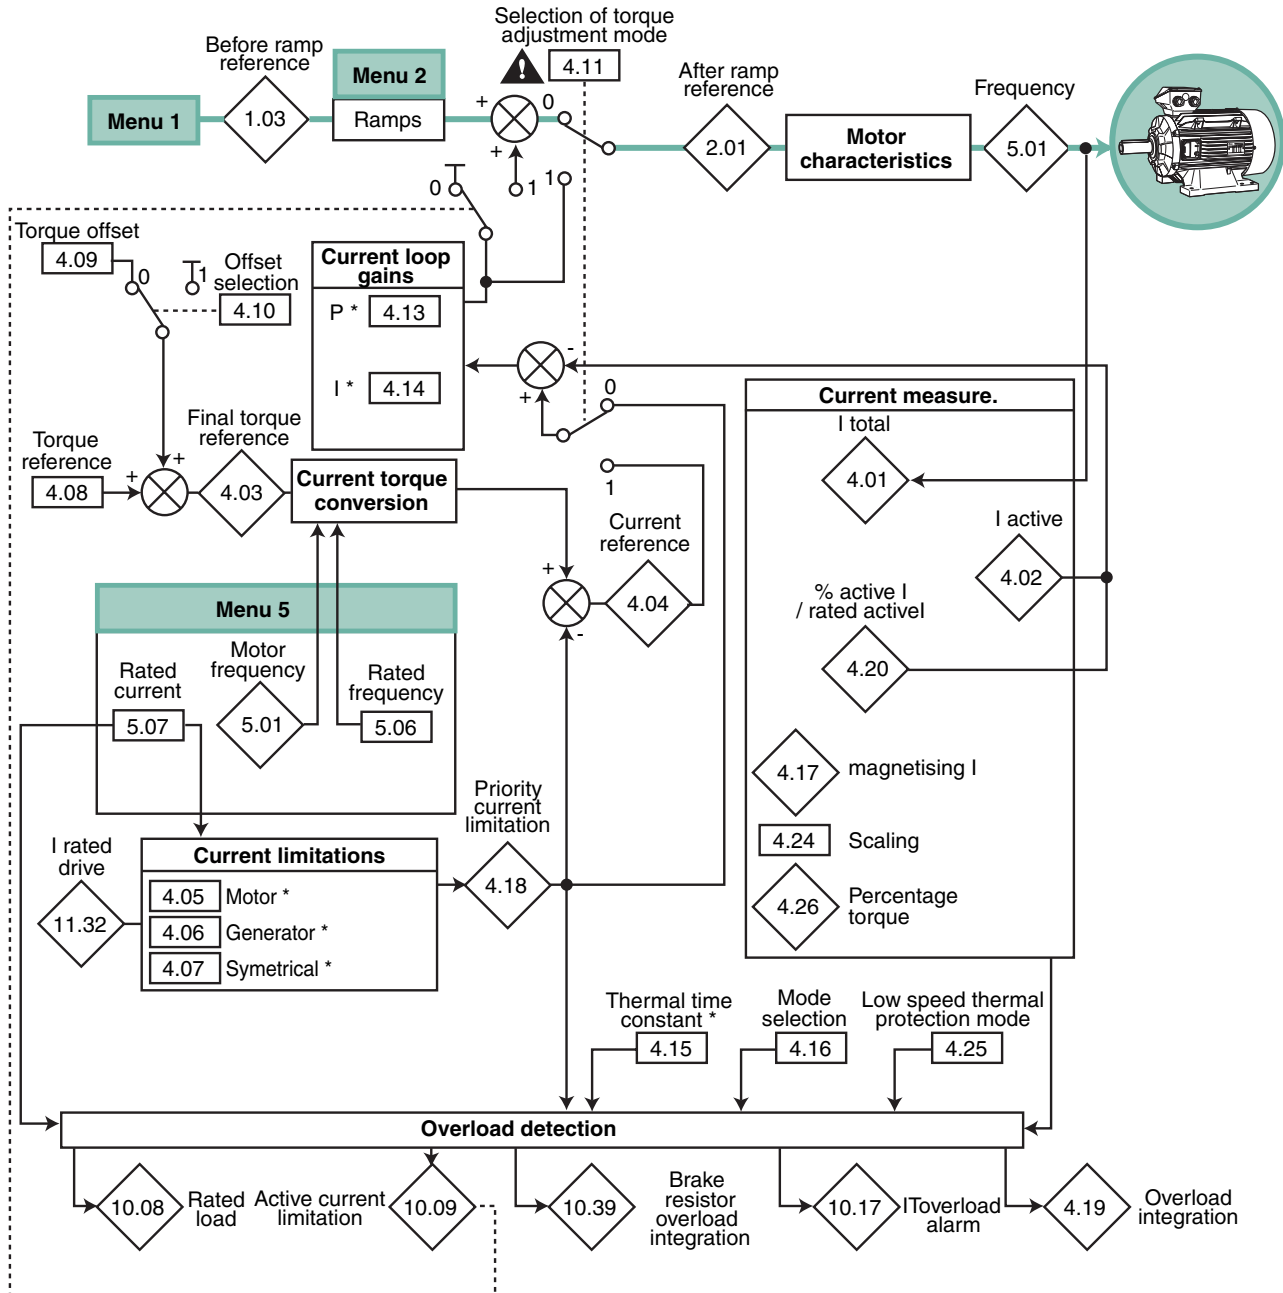 Selection of torque
adjustment mode
4.11
Before ramp
reference
Menu 2
After ramp
reference
Frequency
Menu 1
1.03
Ramps
+
+
0
1
1
2.01
Motor
characteristics
5.01
0
Torque offset
4.09
0
1
Offset
selection
4.10
Current loop
gains
P *
4.13
I *
4.14
-
+
0
1
Current measure.
I total
4.01
I active
4.02
% active I
/ rated activeI
4.20
4.17
magnetising I
4.24
Scaling
4.26
Percentage
torque
Torque
reference
4.08
+
+
Final torque
reference
4.03
Current torque
conversion
Current
reference
+
-
4.04
Menu 5
Rated
current
5.07
Motor
frequency
5.01
Rated
frequency
5.06
Priority
current
limitation
4.18
I rated
drive
11.32
Current limitations
4.05
Motor *
4.06
Generator *
4.07
Symetrical *
Thermal time
constant *
4.15
Mode
selection
4.16
Low speed thermal
protection mode
4.25
Overload detection
10.08
Rated
load
Active current
limitation
10.09
10.39
Brake
resistor
overload
integration
10.17
IToverload
alarm
4.19
Overload
integration